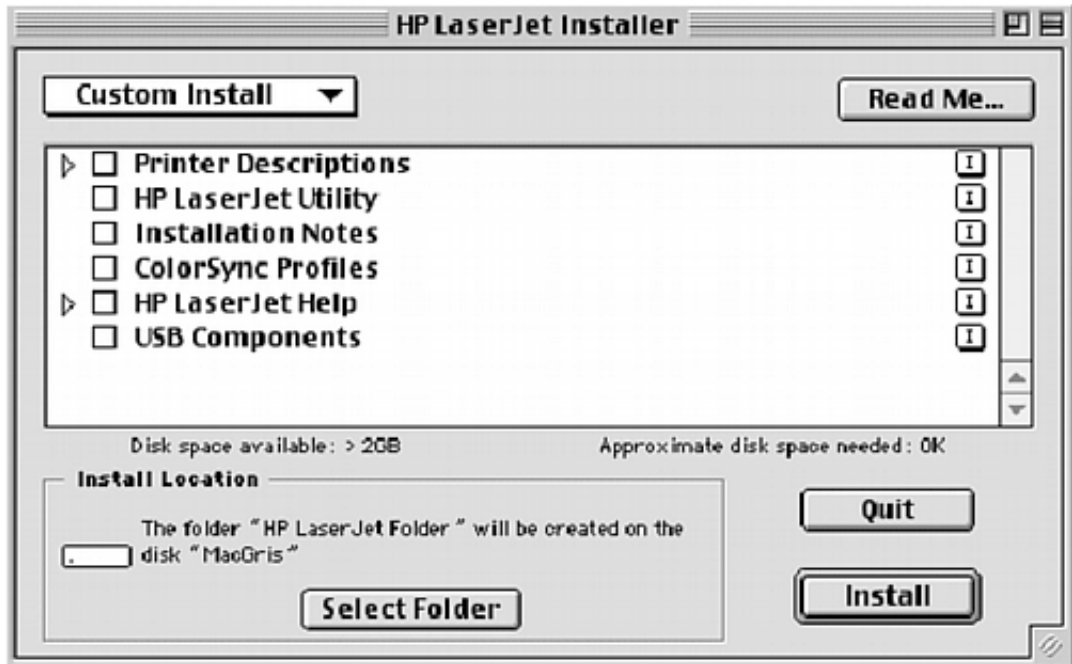 HP LaserJet Installer
Custom Install
Read Me...
Printer Descriptions
I
HP LaserJet Utility
I
Installation Notes
I
ColorSync Profiles
I
HP LaserJet Help
I
USB Components
I
Disk space available: > 2GB
Approximate disk space needed: 0K
Install Location
The folder "HP LaserJet Folder" will be created on the
disk "MacGris"
Select Folder
Quit
Install